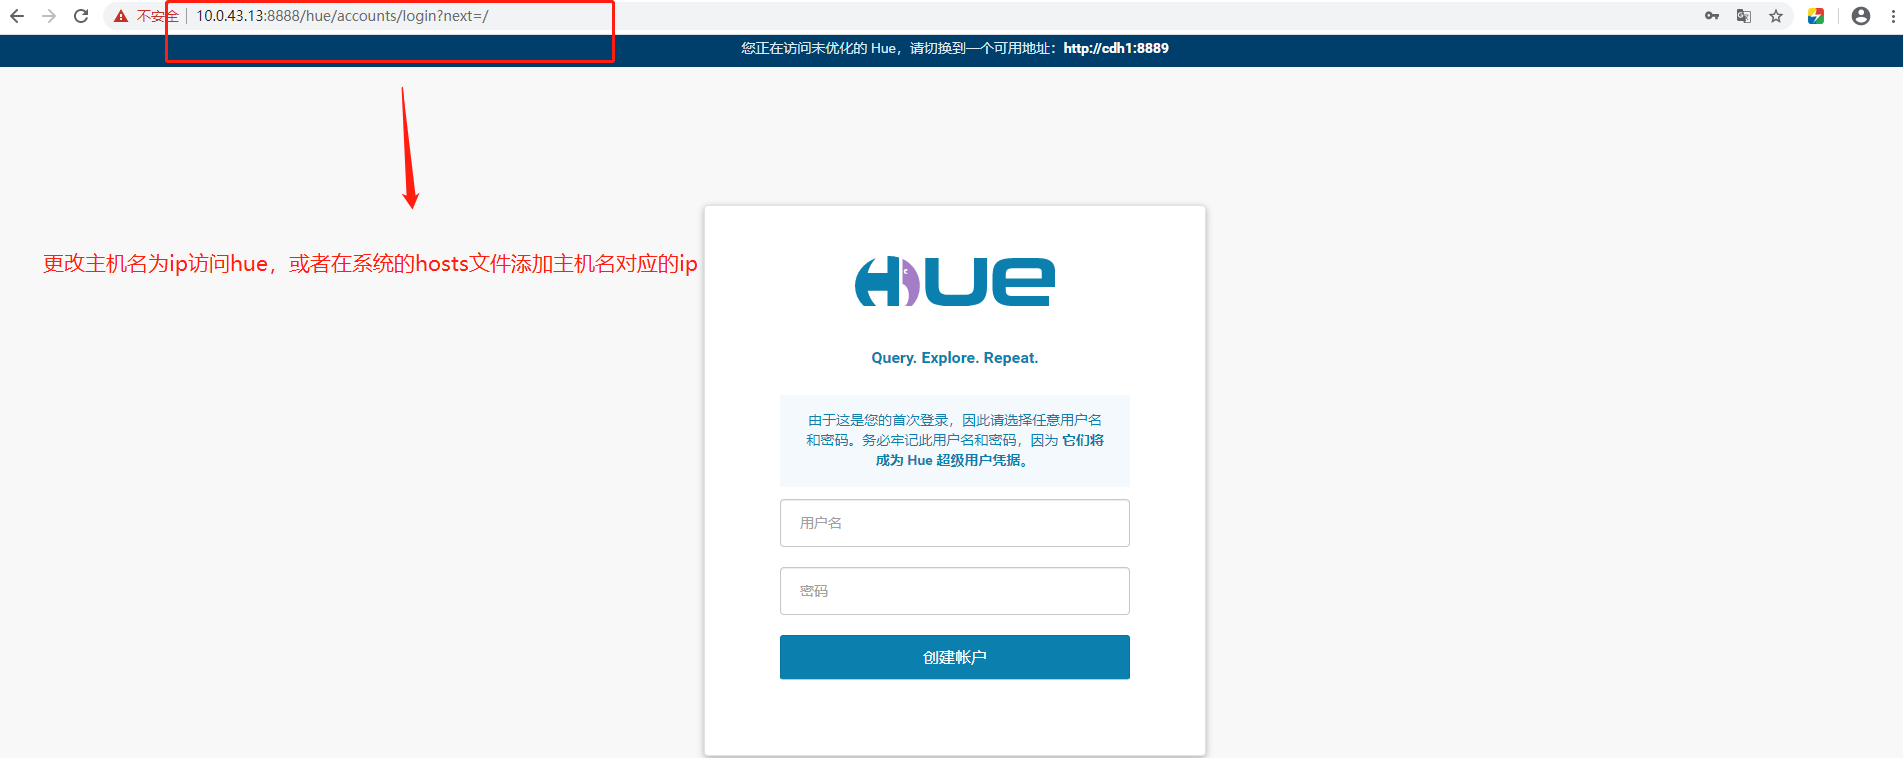 不安全 10.0.43.13:8888/hue/accounts/login?next=/
您正在访问未优化的 Hue，请切换到一个可用地址：http://cdh1:8889
更改主机名为ip访问hue，或者在系统的hosts文件添加主机名对应的ip
HUE
Query. Explore. Repeat.
由于这是您的首次登录，因此请选择任意用户名
和密码。务必牢记此用户名和密码，因为 它们将
成为 Hue 超级用户凭据。
用户名
密码
创建帐户